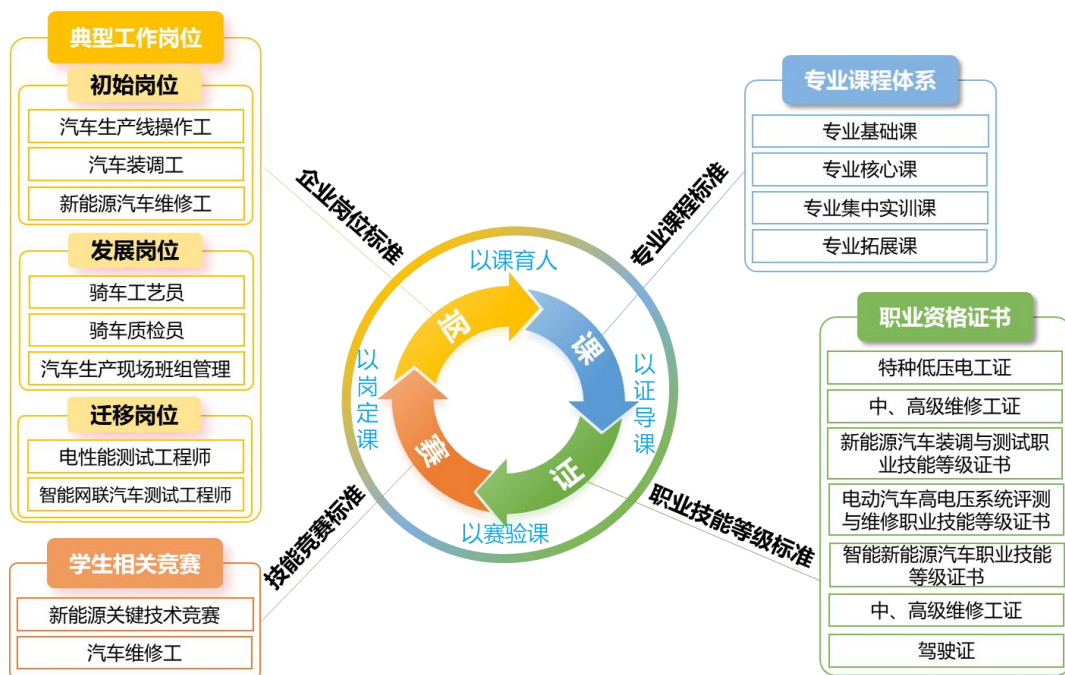 典型工作岗位
初始岗位
汽车生产线操作工
汽车装调工
新能源汽车维修工
发展岗位
骑车工艺员
骑车质检员
汽车生产现场班组管理
迁移岗位
电性能测试工程师
智能网联汽车测试工程师
学生相关竞赛
新能源关键技术竞赛
汽车维修工
企业岗位标准
专业课程标准
技能竞赛标准
职业技能等级标准
以课育人
以岗定课
以证导课
以赛验课
岗
课
赛
证
专业课程体系
专业基础课
专业核心课
专业集中实训课
专业拓展课
职业资格证书
特种低压电工证
中、高级维修工证
新能源汽车装调与测试职
业技能等级证书
电动汽车高电压系统评测
与维修职业技能等级证书
智能新能源汽车职业技能
等级证书
中、高级维修工证
驾驶证